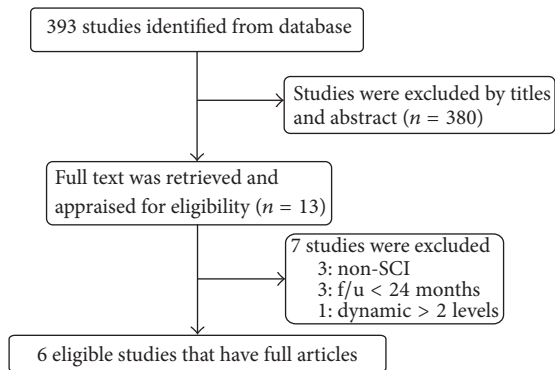 393 studies identified from database
Studies were excluded by titles
and abstract (n = 380)
Full text was retrieved and
appraised for eligibility (n = 13)
7 studies were excluded
3: non-SCI
3: f/u < 24 months
1: dynamic > 2 levels
6 eligible studies that have full articles